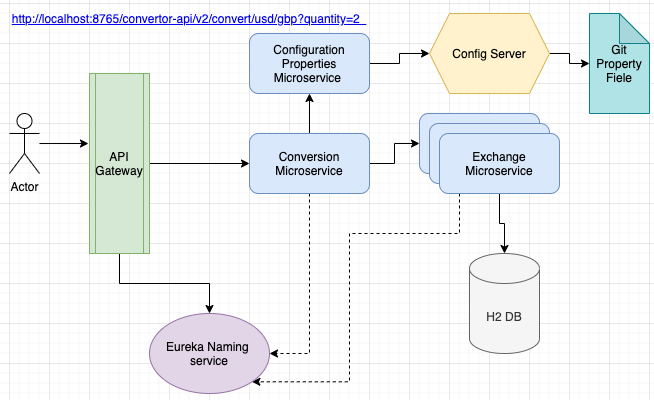 http://localhost:8765/convertor-api/v2/convert/usd/gbp?quantity=2
Configuration
Properties
Microservice
Config Server
Git
Property
Fiele
API
Gateway
Conversion
Microservice
Exchange
Microservice
Actor
H2 DB
Eureka Naming
service